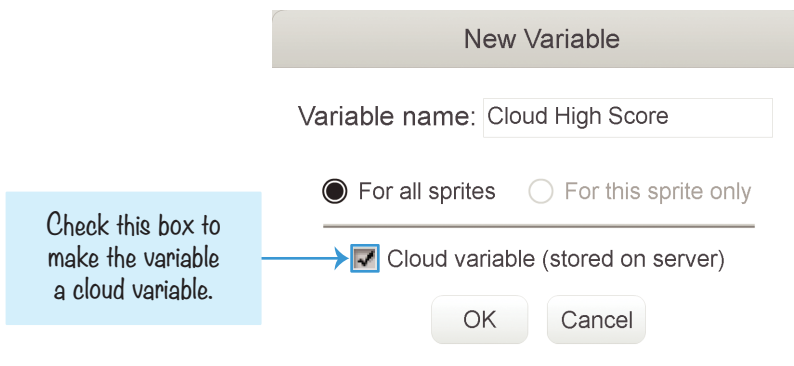 New Variable
Variable name: Cloud High Score
For all sprites For this sprite only
Check this box to
make the variable
a cloud variable.
Cloud variable (stored on server)
OK Cancel